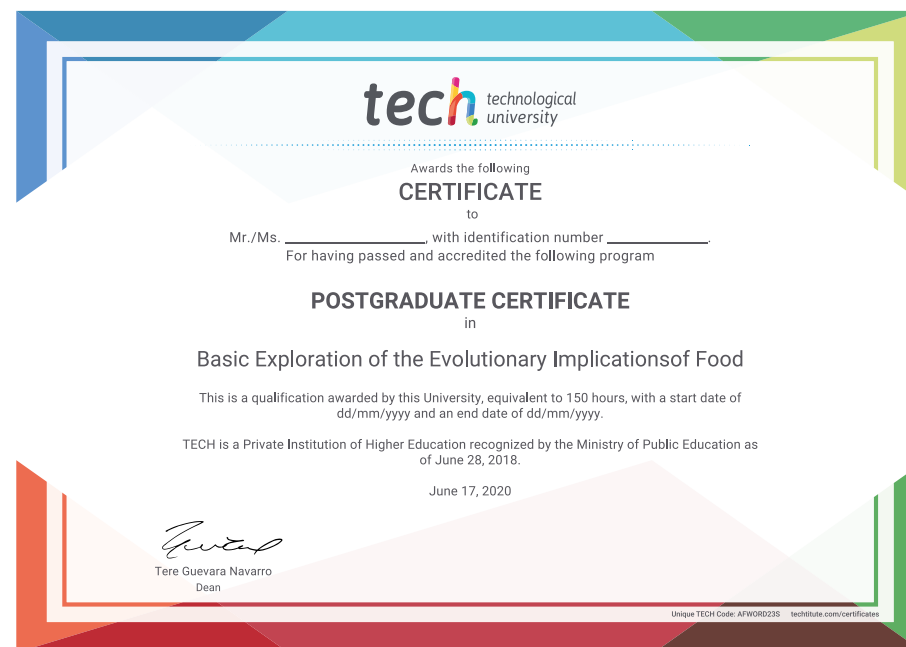 tech technological
university
Awards the following
CERTIFICATE
to
Mr./Ms. ____________________, with identification number ______________.
For having passed and accredited the following program
POSTGRADUATE CERTIFICATE
in
Basic Exploration of the Evolutionary Implicationsof Food
This is a qualification awarded by this University, equivalent to 150 hours, with a start date of
dd/mm/yyyy and an end date of dd/mm/yyyy.
TECH is a Private Institution of Higher Education recognized by the Ministry of Public Education as
of June 28, 2018.
June 17, 2020
Tere Guevara Navarro
Dean
Unique TECH Code: AFWORD23S techtitute.com/certificates